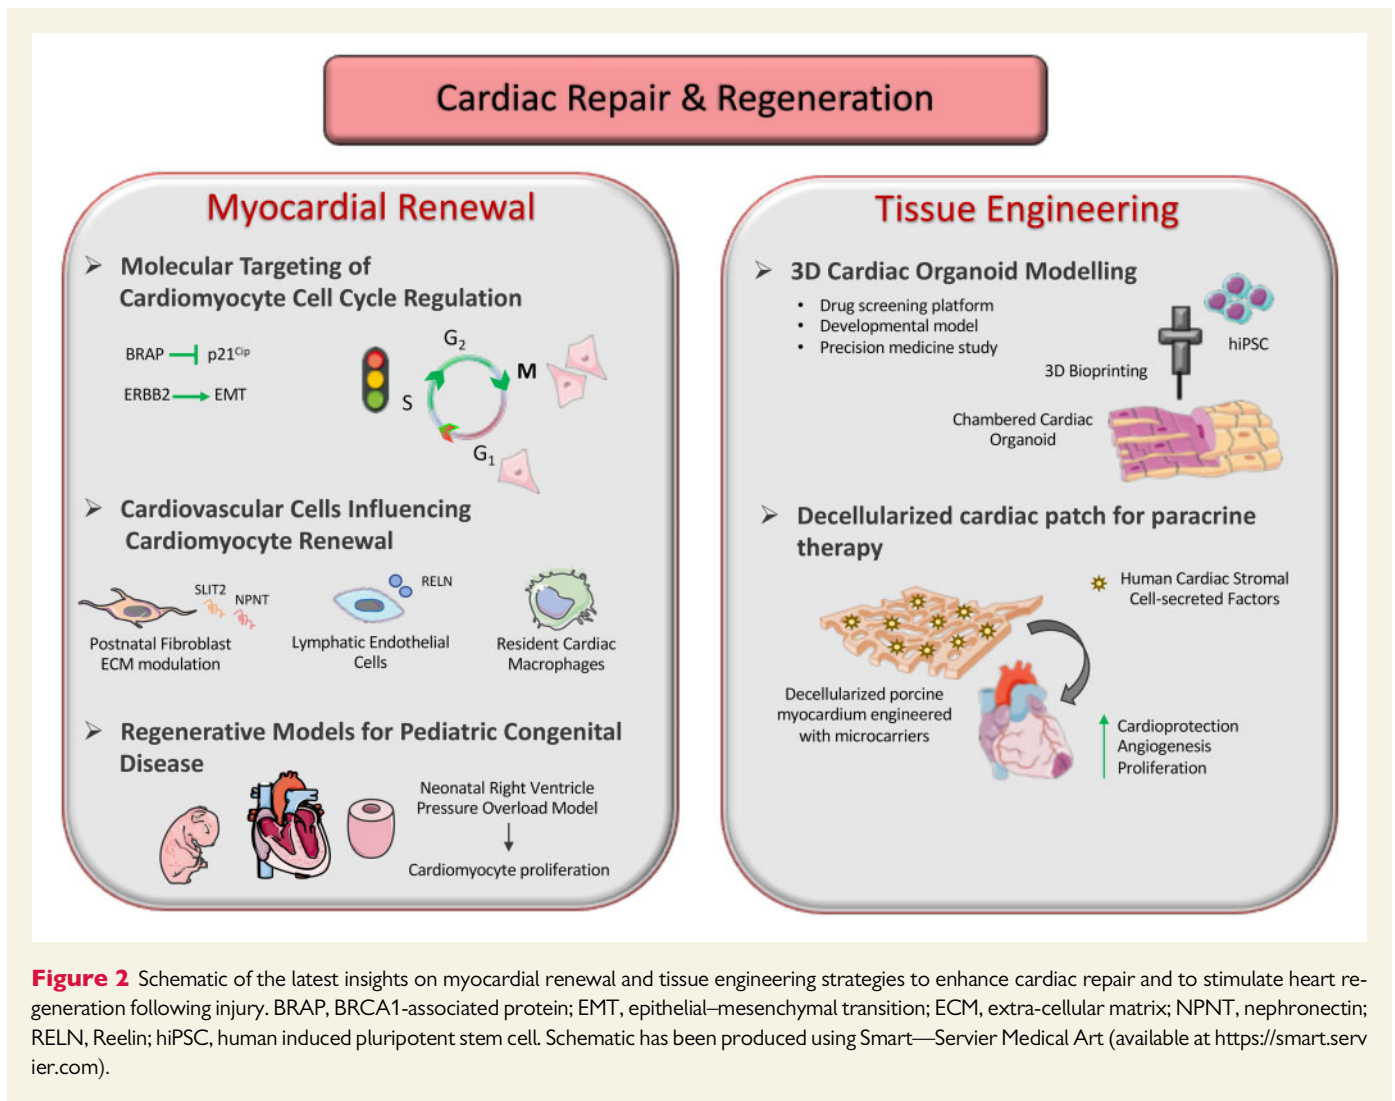 Cardiac Repair & Regeneration
Myocardial Renewal
Molecular Targeting of
Cardiomyocyte Cell Cycle Regulation
BRAP
p21Cip
ERBB2
EMT
G2
M
S
G1
Cardiovascular Cells Influencing
Cardiomyocyte Renewal
SLIT2
NPNT
RELN
Postnatal Fibroblast
ECM modulation
Lymphatic Endothelial
Cells
Resident Cardiac
Macrophages
Regenerative Models for Pediatric Congenital
Disease
Neonatal Right Ventricle
Pressure Overload Model
Cardiomyocyte proliferation
Tissue Engineering
3D Cardiac Organoid Modelling
• Drug screening platform
• Developmental model
• Precision medicine study
hiPSC
3D Bioprinting
Chambered Cardiac
Organoid
Decellularized cardiac patch for paracrine
therapy
Human Cardiac Stromal
Cell-secreted Factors
Decellularized porcine
myocardium engineered
with microcarriers
Cardioprotection
Angiogenesis
Proliferation
Figure 2 Schematic of the latest insights on myocardial renewal and tissue engineering strategies to enhance cardiac repair and to stimulate heart re-
generation following injury. BRAP, BRCA1-associated protein; EMT, epithelial–mesenchymal transition; ECM, extra-cellular matrix; NPNT, nephronectin;
RELN, Reelin; hiPSC, human induced pluripotent stem cell. Schematic has been produced using Smart—Servier Medical Art (available at https://smart.serv
ier.com).